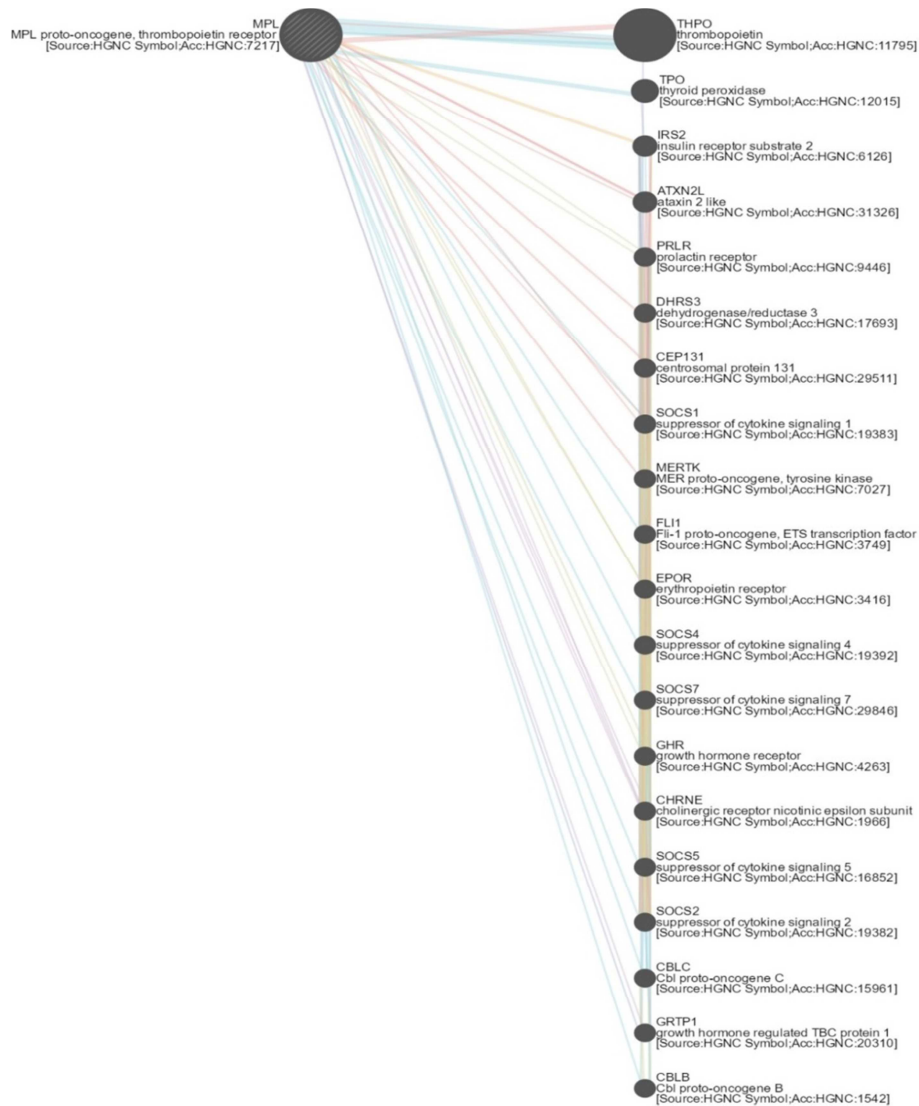 MPL
MPL proto-oncogene, thrombopoietin receptor
[Source:HGNC Symbol;Acc:HGNC:7217]
THPO
thrombopoietin
[Source:HGNC Symbol;Acc:HGNC:11795]
TPO
thyroid peroxidase
[Source:HGNC Symbol;Acc:HGNC:12015]
IRS2
insulin receptor substrate 2
[Source:HGNC Symbol;Acc:HGNC:6126]
ATXN2L
ataxin 2 like
[Source:HGNC Symbol;Acc:HGNC:31326]
PRLR
prolactin receptor
[Source:HGNC Symbol;Acc:HGNC:9446]
DHRS3
dehydrogenase/reductase 3
[Source:HGNC Symbol;Acc:HGNC:17693]
CEP131
centrosomal protein 131
[Source:HGNC Symbol;Acc:HGNC:29511]
SOCS1
suppressor of cytokine signaling 1
[Source:HGNC Symbol;Acc:HGNC:19383]
MERTK
MER proto-oncogene, tyrosine kinase
[Source:HGNC Symbol;Acc:HGNC:7027]
FLI1
Fli-1 proto-oncogene, ETS transcription factor
[Source:HGNC Symbol;Acc:HGNC:3749]
EPOR
erythropoietin receptor
[Source:HGNC Symbol;Acc:HGNC:3416]
SOCS4
suppressor of cytokine signaling 4
[Source:HGNC Symbol;Acc:HGNC:19392]
SOCS7
suppressor of cytokine signaling 7
[Source:HGNC Symbol;Acc:HGNC:29846]
GHR
growth hormone receptor
[Source:HGNC Symbol;Acc:HGNC:4263]
CHRNE
cholinergic receptor nicotinic epsilon subunit
[Source:HGNC Symbol;Acc:HGNC:1966]
SOCS5
suppressor of cytokine signaling 5
[Source:HGNC Symbol;Acc:HGNC:16852]
SOCS2
suppressor of cytokine signaling 2
[Source:HGNC Symbol;Acc:HGNC:19382]
CBLC
Cbl proto-oncogene C
[Source:HGNC Symbol;Acc:HGNC:15961]
GRTP1
growth hormone regulated TBC protein 1
[Source:HGNC Symbol;Acc:HGNC:20310]
CBLB
Cbl proto-oncogene B
[Source:HGNC Symbol;Acc:HGNC:1542]